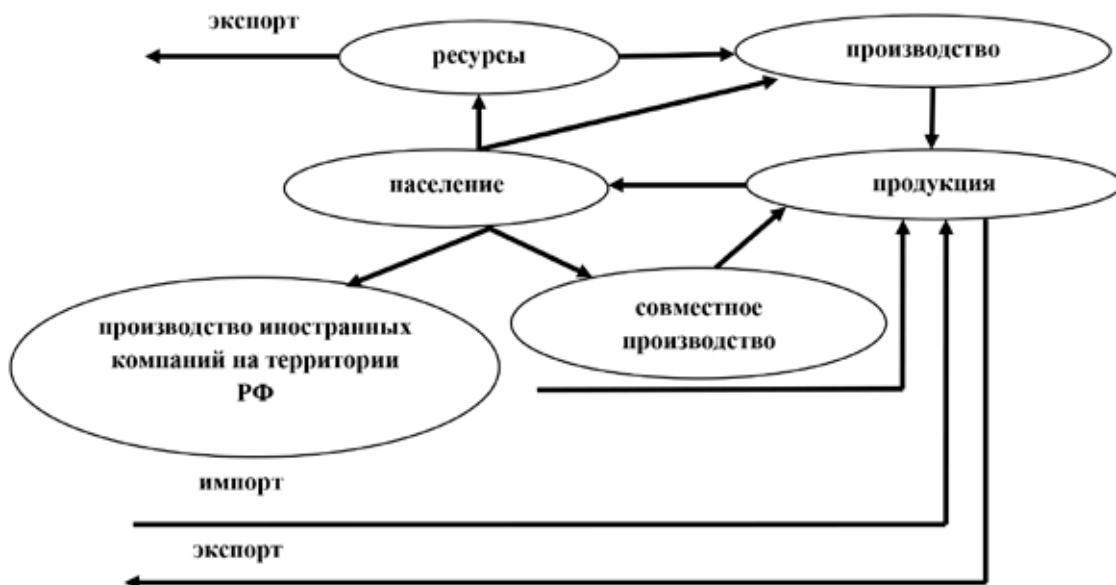 экспорт
ресурсы
производство
население
продукция
производство иностранных
компаний на территории
РФ
совместное
производство
импорт
экспорт